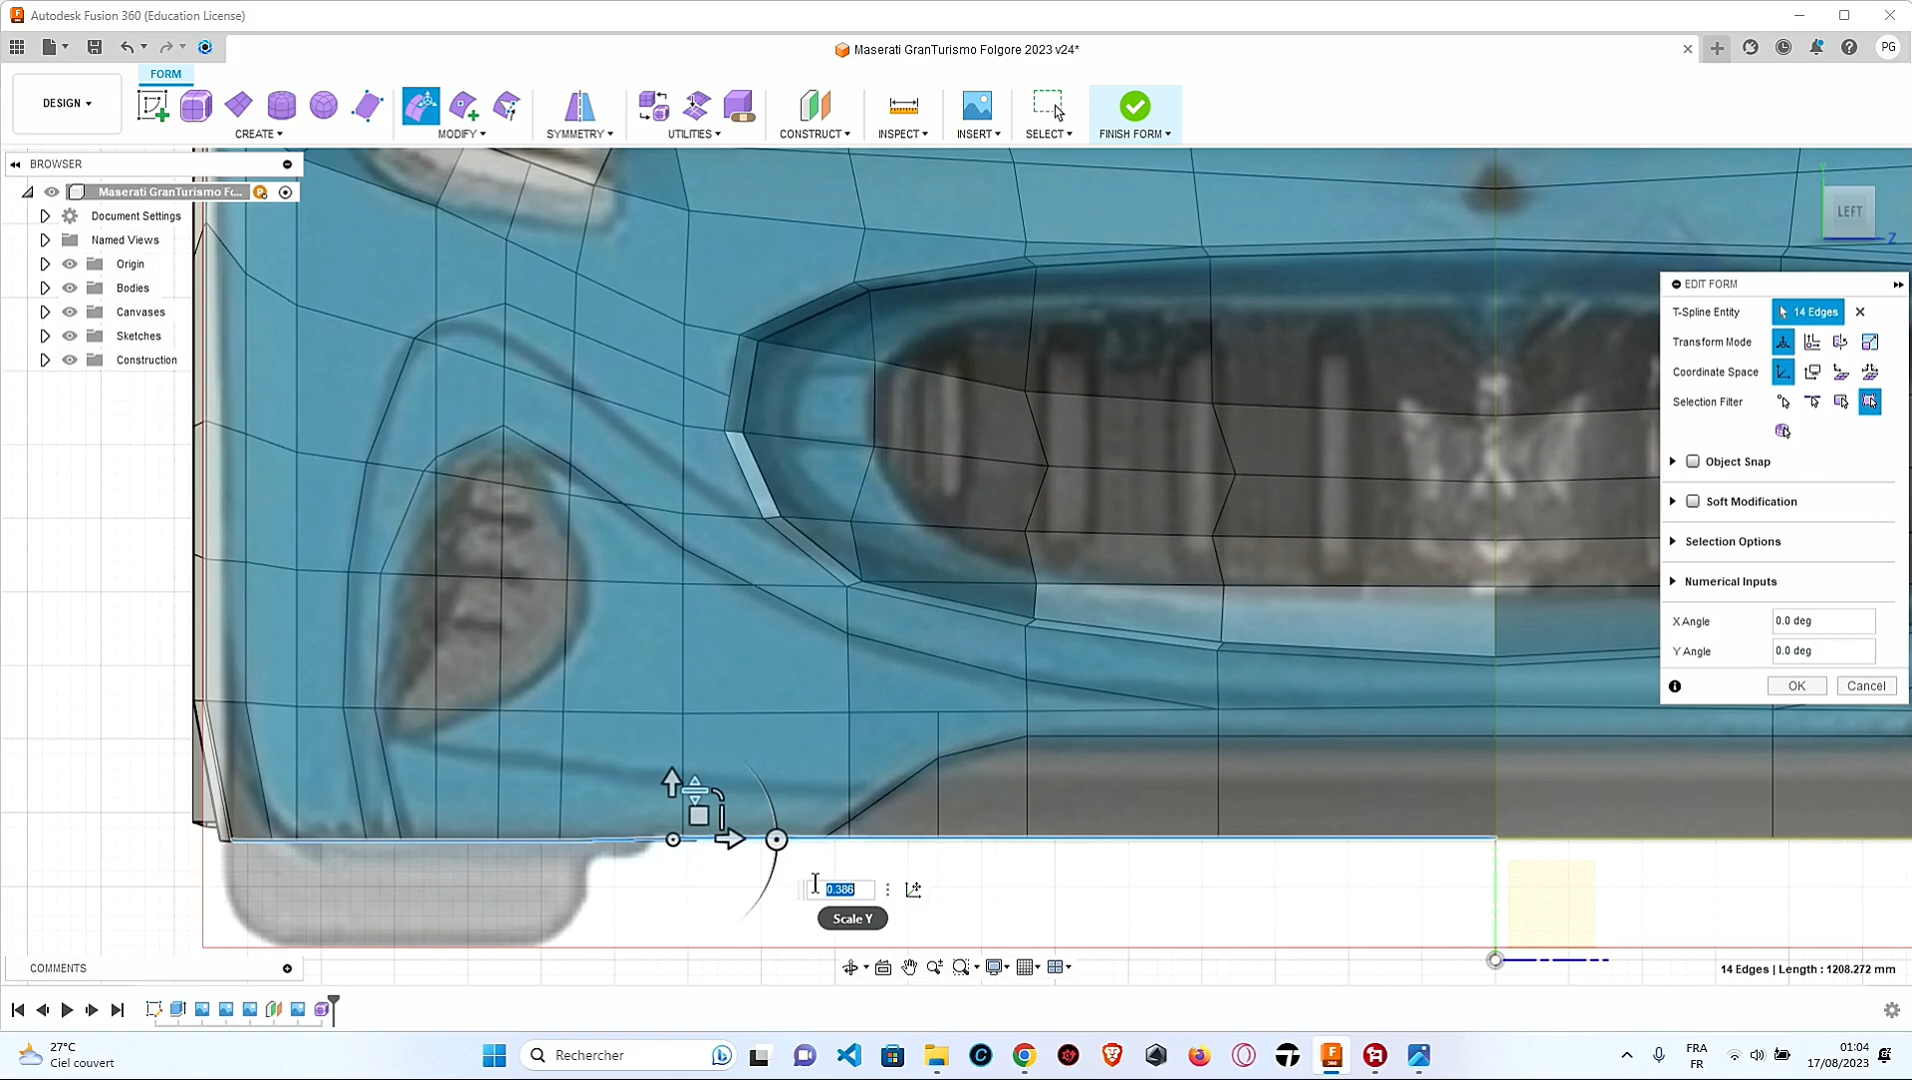 Autodesk Fusion 360 (Education License)
Maserati GranTurismo Folgore 2023 v24*
PG
FORM
DESIGN
CREATE
MODIFY
SYMMETRY
UTILITIES
CONSTRUCT
INSPECT
INSERT
SELECT
FINISH FORM
BROWSER
Maserati GranTurismo F(...
Document Settings
Named Views
Origin
Bodies
Canvases
Sketches
Construction
LEFT
Y
Z
EDIT FORM
T-Spline Entity
14 Edges
Transform Mode
Coordinate Space
Selection Filter
Object Snap
Soft Modification
Selection Options
Numerical Inputs
X Angle
0.0 deg
Y Angle
0.0 deg
OK
Cancel
0.386
Scale Y
COMMENTS
14 Edges | Length : 1208.272 mm
27°C
Ciel couvert
Rechercher
FRA
FR
01:04
17/08/2023